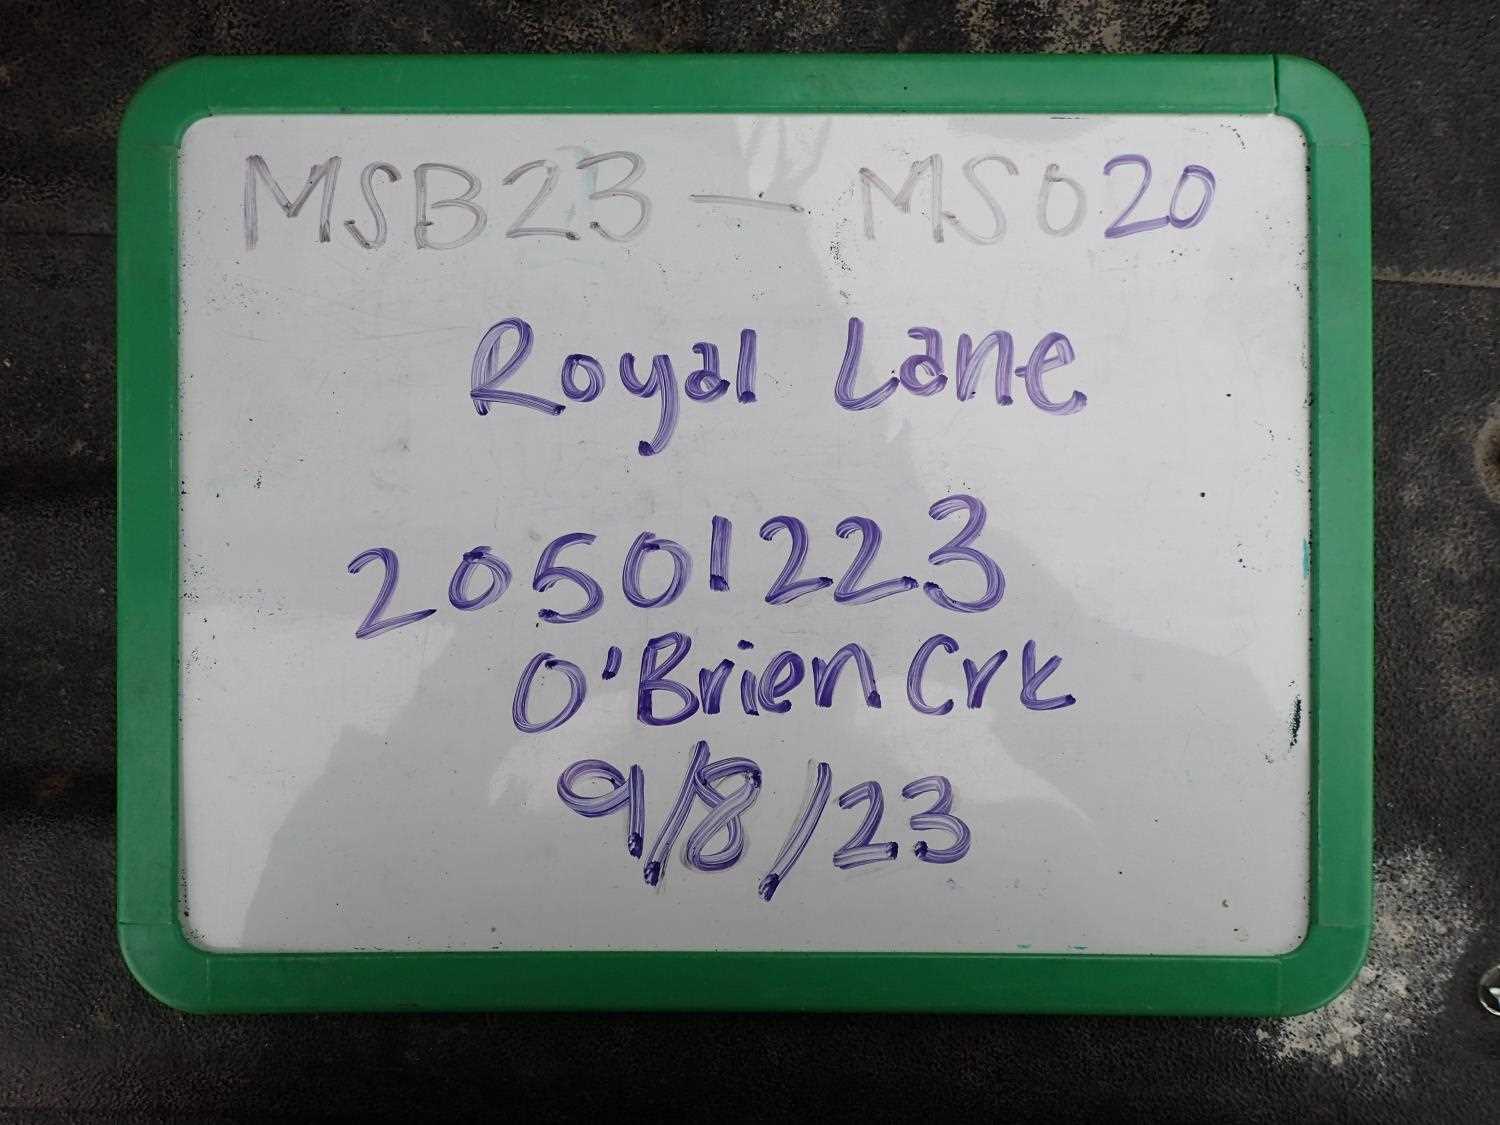 MSB23 - MS020
Royal Lane
20501223
O'Brien Crk
9/8/23